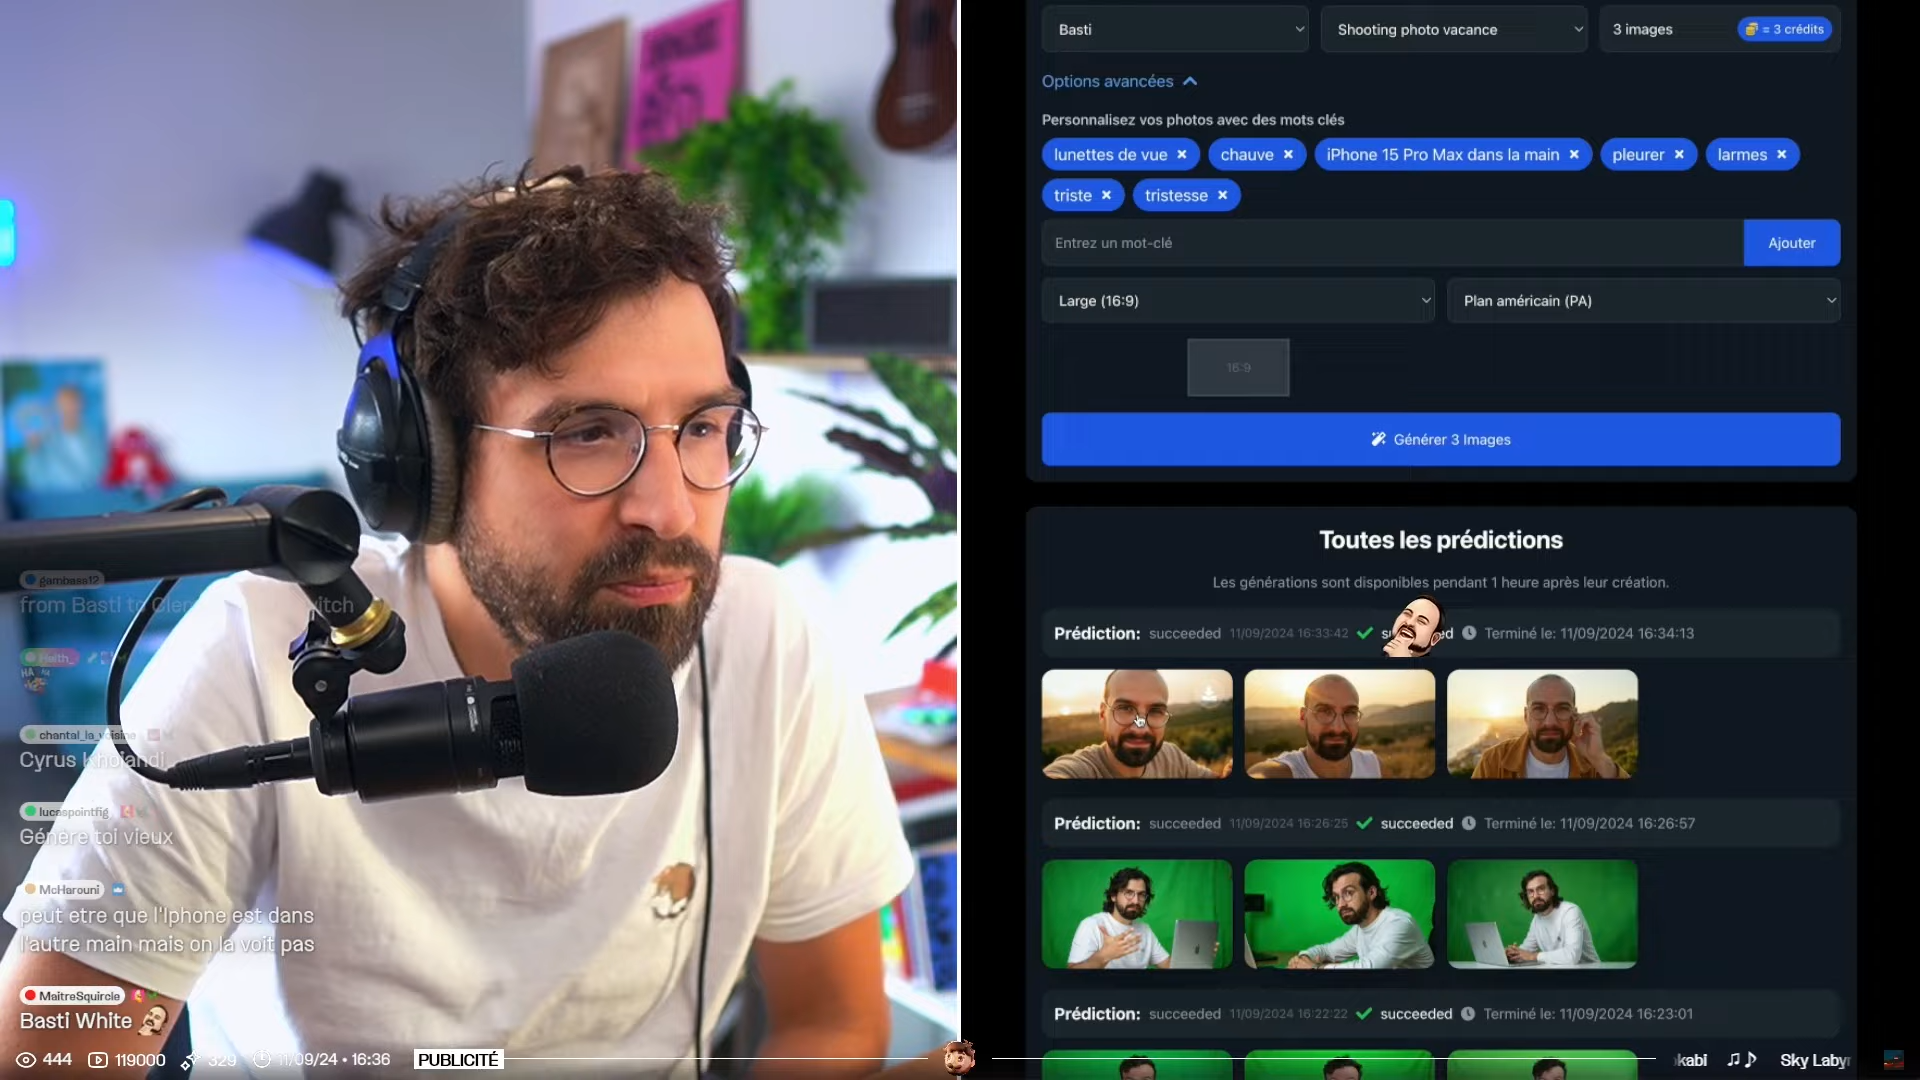 Basti
Shooting photo vacance
3 images
= 3 crédits
Options avancées
Personnalisez vos photos avec des mots clés
lunettes de vue ×
chauve ×
iPhone 15 Pro Max dans la main ×
pleurer ×
larmes ×
triste ×
tristesse ×
Entrez un mot-clé
Ajouter
Large (16:9)
Plan américain (PA)
16:9
Générer 3 Images
Toutes les prédictions
Les générations sont disponibles pendant 1 heure après leur création.
Prédiction: succeeded 11/09/2024 16:33:42 Terminé le: 11/09/2024 16:34:13
Prédiction: succeeded 11/09/2024 16:26:25 succeeded Terminé le: 11/09/2024 16:26:57
Prédiction: succeeded 11/09/2024 16:22:22 succeeded Terminé le: 11/09/2024 16:23:01
gambass12
from Basti to
chantal_la_voisine
Cyrus Khojandi
lucaspointfig
Génère toi vieux
McHarouni
peut etre que l'Iphone est dans
l'autre main mais on la voit pas
MaitreSquircle
Basti White
444
119000
329
11/09/24 • 16:36
PUBLICITÉ
kabi
Sky Laby